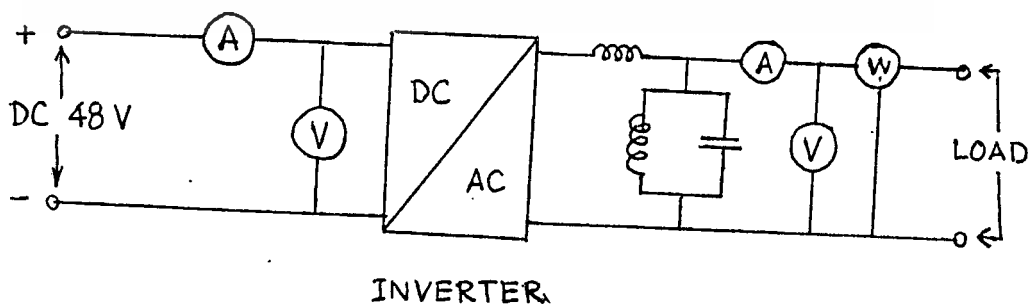 + A
DC
A
W
DC 48 V
V
V
LOAD
AC
-
INVERTER